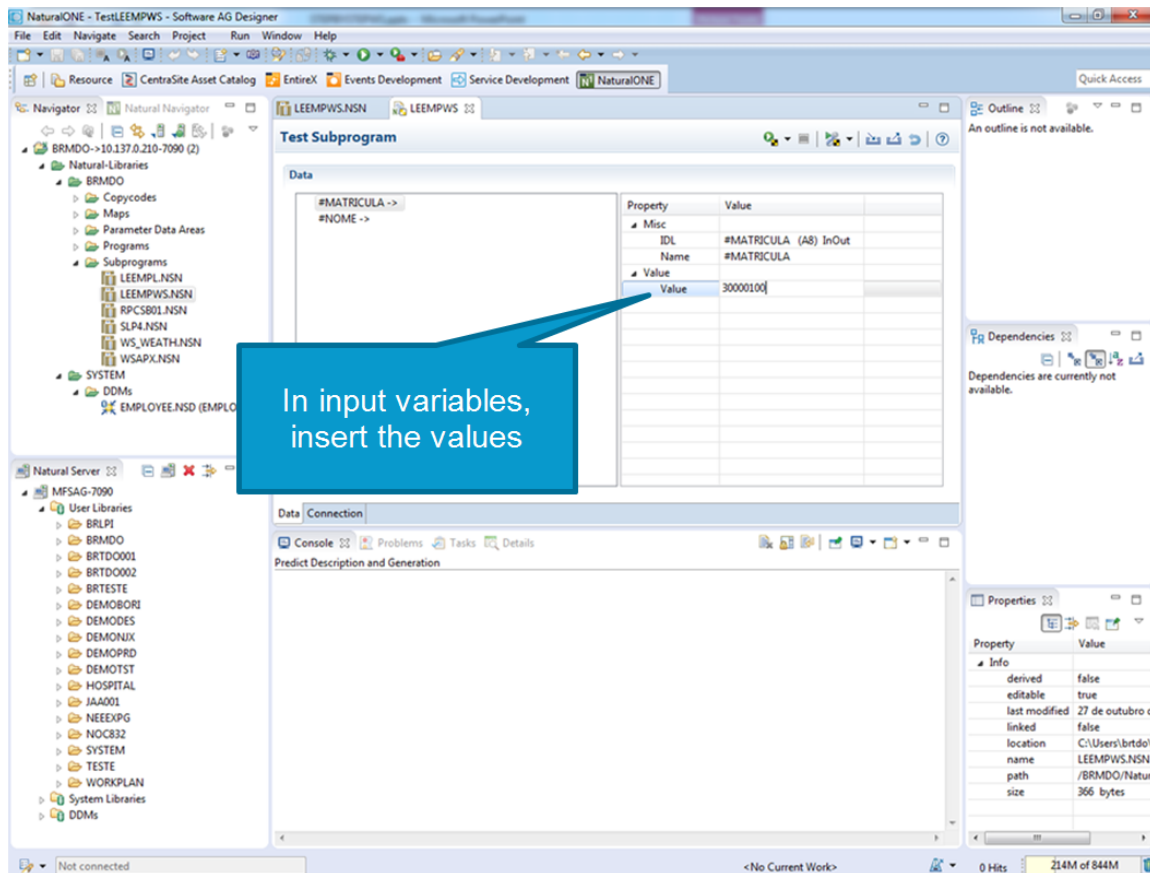 NaturalONE - TestLEEMPWS - Software AG Designer
File Edit Navigate Search Project Run Window Help
Resource CentraSite Asset Catalog EntireX Events Development Service Development NaturalONE Quick Access
Navigator Natural Navigator
BRMDO->10.137.0.210-7090 (2)
Natural-Libraries
BRMDO
Copycodes
Maps
Parameter Data Areas
Programs
Subprograms
LEEMPL.NSN
LEEMPWS.NSN
RPCSB01.NSN
SLP4.NSN
WS_WEATH.NSN
WSAPX.NSN
SYSTEM
DDMs
EMPLOYEE.NSD (EMPLO
LEEMPWS.NSN LEEMPWS
Test Subprogram
Data
#MATRICULA ->
#NOME ->
Property Value
Misc
IDL #MATRICULA (A8) InOut
Name #MATRICULA
Value
Value 30000100
In input variables,
insert the values
Data Connection
Outline
An outline is not available.
Dependencies
Dependencies are currently not
available.
Natural Server
MFSAG-7090
User Libraries
BRLPI
BRMDO
BRTDO001
BRTDO002
BRTESTE
DEMOBORI
DEMODES
DEMONJX
DEMOPRD
DEMOTST
HOSPITAL
JAA001
NEEEXPG
NOC832
SYSTEM
TESTE
WORKPLAN
System Libraries
DDMs
Console Problems Tasks Details
Predict Description and Generation
Properties
Property Value
Info
derived false
editable true
last modified 27 de outubro d
linked false
location C:\Users\brtdo\
name LEEMPWS.NSN
path /BRMDO/Natur
size 366 bytes
Not connected <No Current Work> 0 Hits 214M of 844M